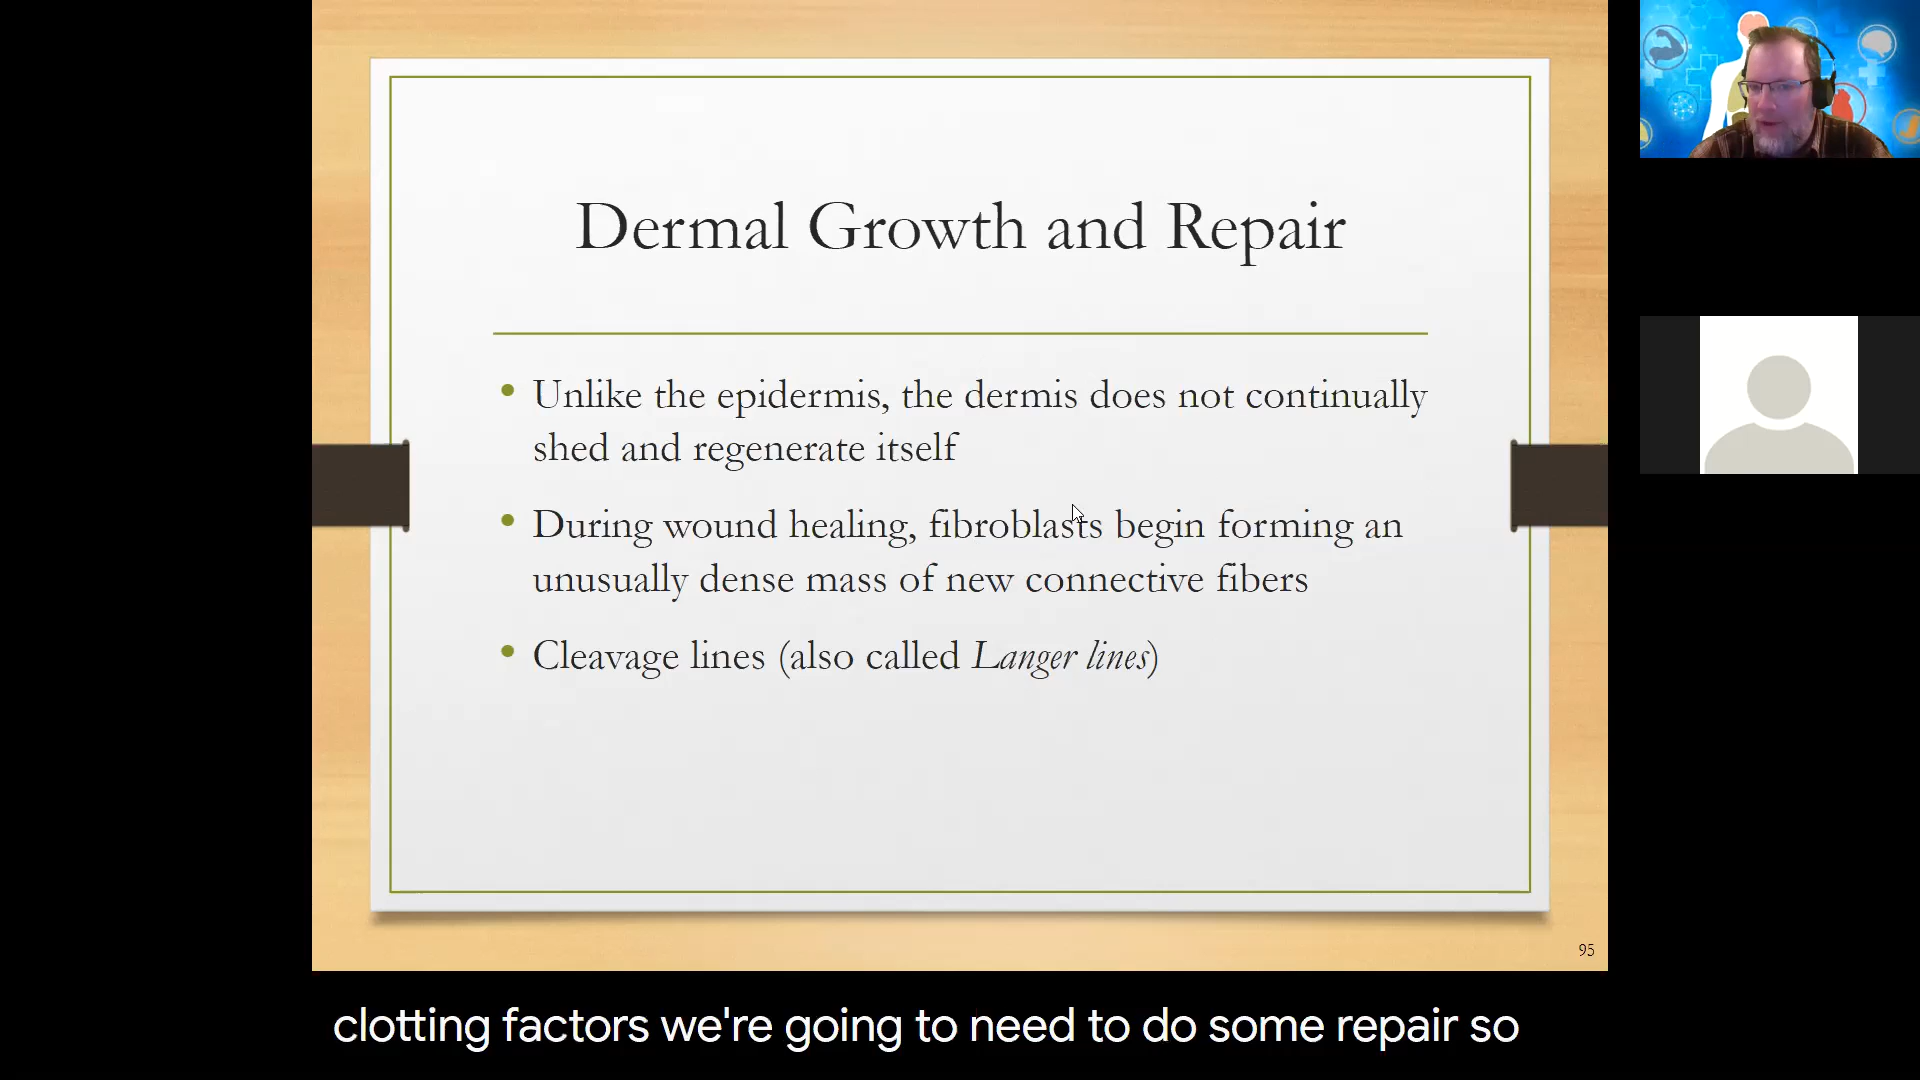 Dermal Growth and Repair
• Unlike the epidermis, the dermis does not continually
shed and regenerate itself
• During wound healing, fibroblasts begin forming an
unusually dense mass of new connective fibers
• Cleavage lines (also called Langer lines)
95
clotting factors we're going to need to do some repair so